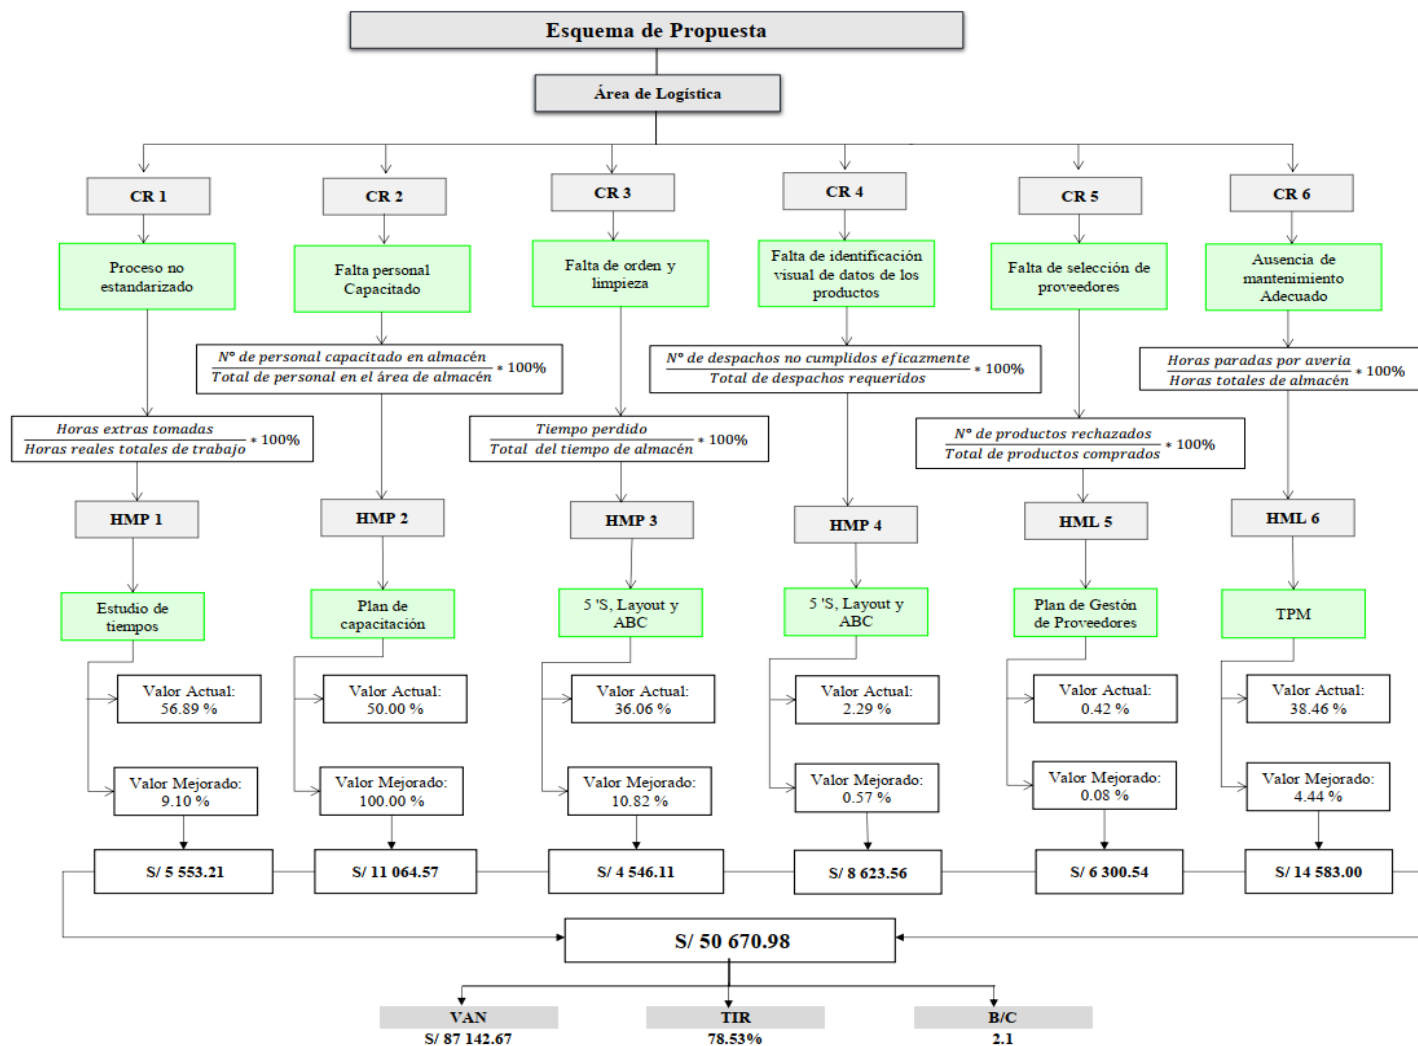 Esquema de Propuesta
Área de Logística
CR 1
CR 2
CR 3
CR 4
CR 5
CR 6
Proceso no
estandarizado
Falta personal
Capacitado
Falta de orden y
limpieza
Falta de identificación
visual de datos de los
productos
Falta de selección de
proveedores
Ausencia de
mantenimiento
Adecuado
Horas extras tomadas
Horas reales totales de trabajo * 100%
N° de personal capacitado en almacén
Total de personal en el área de almacén * 100%
Tiempo perdido
Total del tiempo de almacén * 100%
N° de despachos no cumplidos eficazmente
Total de despachos requeridos * 100%
N° de productos rechazados
Total de productos comprados * 100%
Horas paradas por averia
Horas totales de almacén * 100%
HMP 1
HMP 2
HMP 3
HMP 4
HML 5
HML 6
Estudio de
tiempos
Plan de
capacitación
5 'S, Layout y
ABC
5 'S, Layout y
ABC
Plan de Gestón
de Proveedores
TPM
Valor Actual:
56.89 %
Valor Actual:
50.00 %
Valor Actual:
36.06 %
Valor Actual:
2.29 %
Valor Actual:
0.42 %
Valor Actual:
38.46 %
Valor Mejorado:
9.10 %
Valor Mejorado:
100.00 %
Valor Mejorado:
10.82 %
Valor Mejorado:
0.57 %
Valor Mejorado:
0.08 %
Valor Mejorado:
4.44 %
S/ 5 553.21
S/ 11 064.57
S/ 4 546.11
S/ 8 623.56
S/ 6 300.54
S/ 14 583.00
S/ 50 670.98
VAN
S/ 87 142.67
TIR
78.53%
B/C
2.1